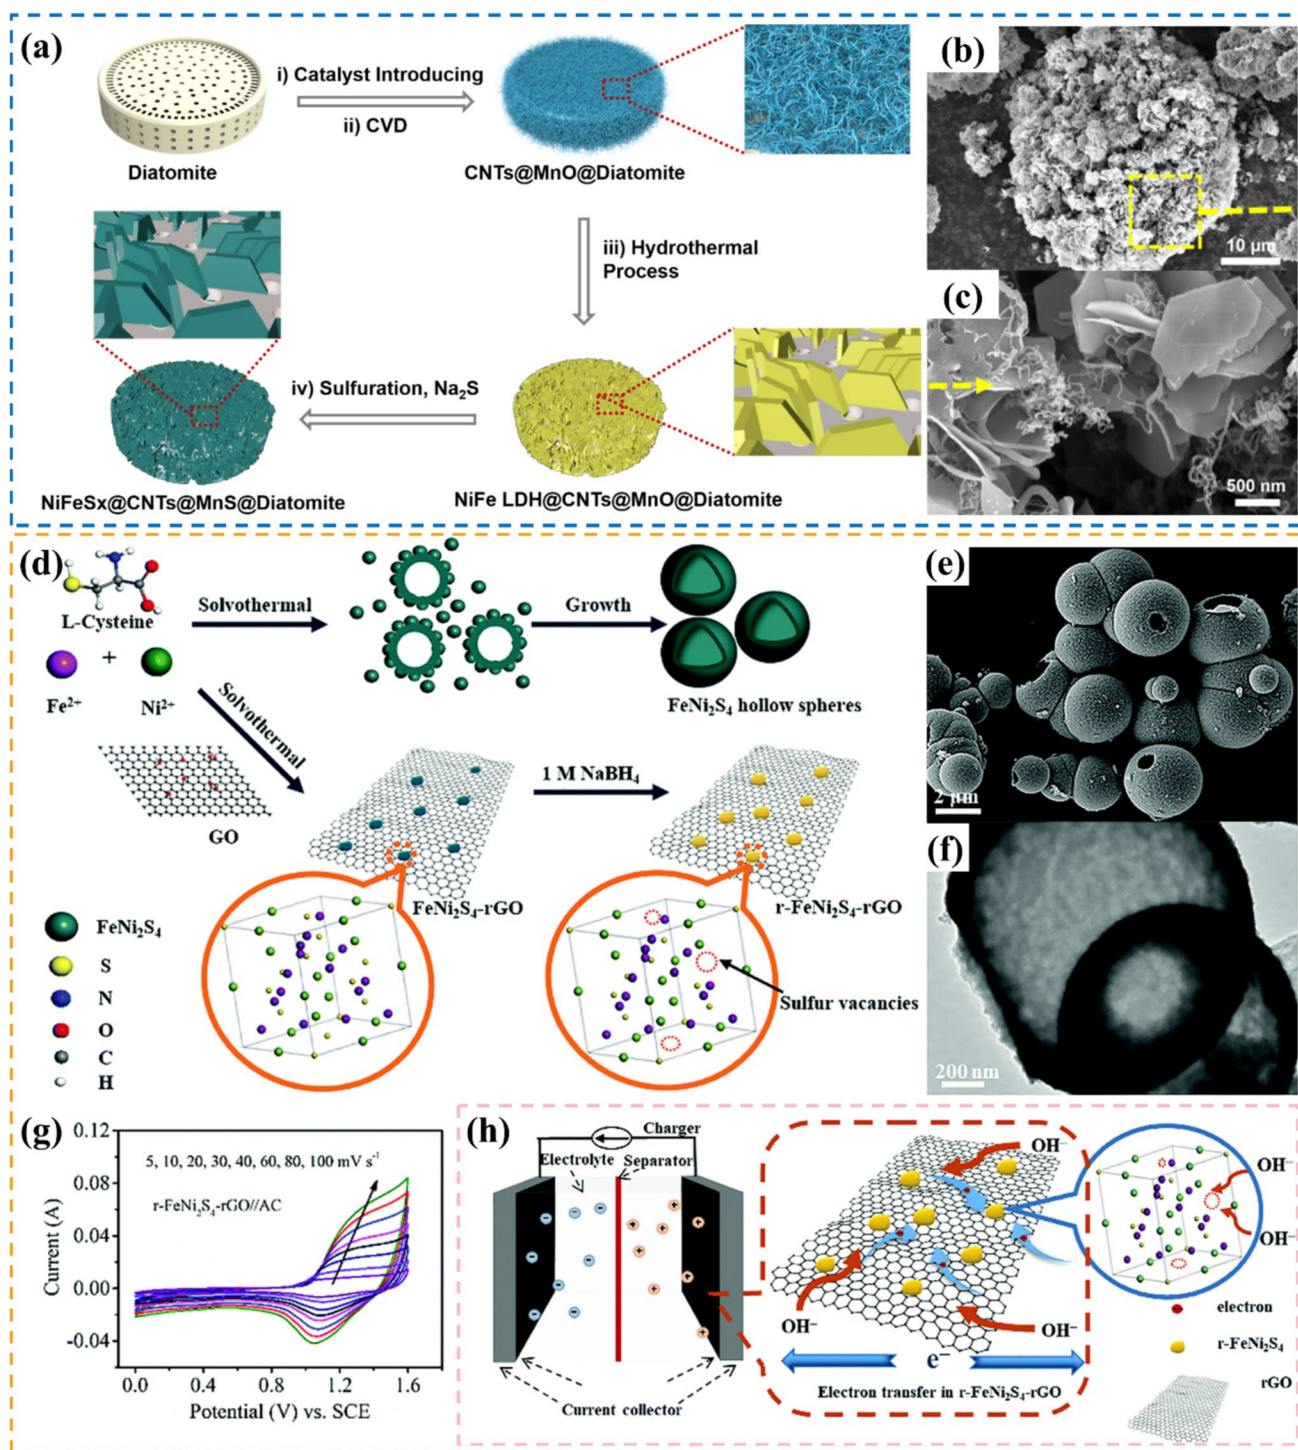 (a)
i) Catalyst Introducing
ii) CVD
Diatomite
CNTs@MnO@Diatomite
iii) Hydrothermal
Process
iv) Sulfuration, Na₂S
NiFeSx@CNTs@MnS@Diatomite
NiFe LDH@CNTs@MnO@Diatomite
(b)
10 μm
(c)
500 nm
(d)
L-Cysteine
+
Fe²⁺
Ni²⁺
Solvothermal
Growth
FeNi₂S₄ hollow spheres
Solvothermal
GO
1 M NaBH₄
FeNi₂S₄-rGO
r-FeNi₂S₄-rGO
Sulfur vacancies
FeNi₂S₄
S
N
O
C
H
(e)
2 μm
(f)
200 nm
(g)
0.12
0.08
0.04
0.00
-0.04
Current (A)
5, 10, 20, 30, 40, 60, 80, 100 mV s⁻¹
r-FeNi₂S₄-rGO//AC
0.0 0.4 0.8 1.2 1.6
Potential (V) vs. SCE
(h)
Charger
Electrolyte
Separator
Current collector
OH⁻
OH⁻
OH⁻
e⁻
Electron transfer in r-FeNi₂S₄-rGO
OH⁻
OH⁻
electron
r-FeNi₂S₄
rGO